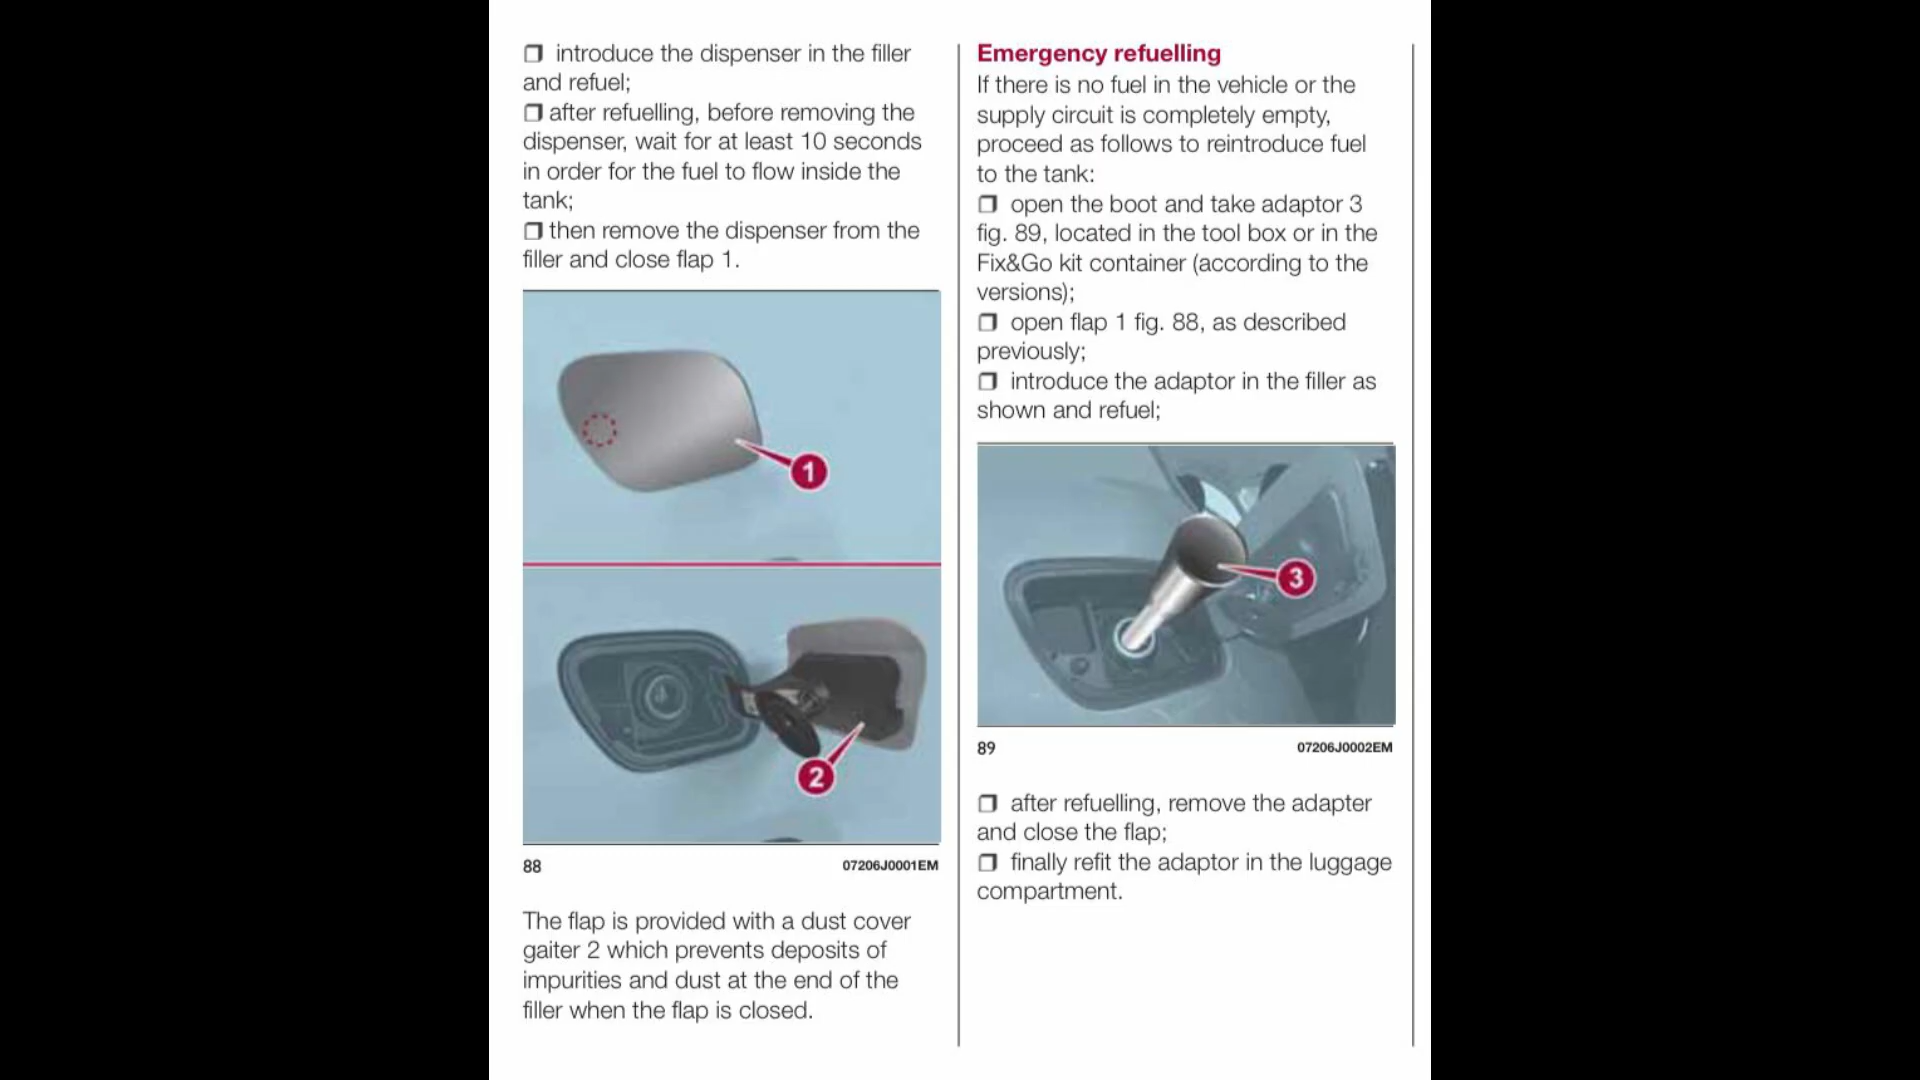 ❒ introduce the dispenser in the filler
and refuel;
❒ after refuelling, before removing the
dispenser, wait for at least 10 seconds
in order for the fuel to flow inside the
tank;
❒ then remove the dispenser from the
filler and close flap 1.
1
2
88 07206J0001EM
The flap is provided with a dust cover
gaiter 2 which prevents deposits of
impurities and dust at the end of the
filler when the flap is closed.
Emergency refuelling
If there is no fuel in the vehicle or the
supply circuit is completely empty,
proceed as follows to reintroduce fuel
to the tank:
❒ open the boot and take adaptor 3
fig. 89, located in the tool box or in the
Fix&Go kit container (according to the
versions);
❒ open flap 1 fig. 88, as described
previously;
❒ introduce the adaptor in the filler as
shown and refuel;
3
89 07206J0002EM
❒ after refuelling, remove the adapter
and close the flap;
❒ finally refit the adaptor in the luggage
compartment.